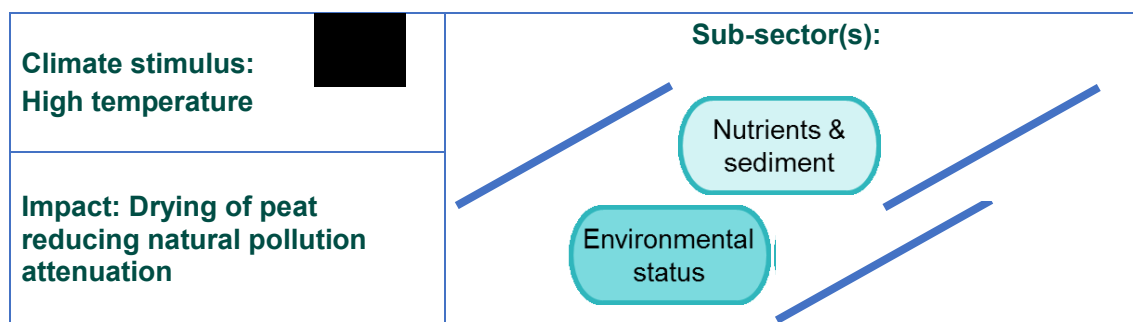 Climate stimulus:
High temperature
Impact: Drying of peat
reducing natural pollution
attenuation
Sub-sector(s):
Nutrients &
sediment
Environmental
status